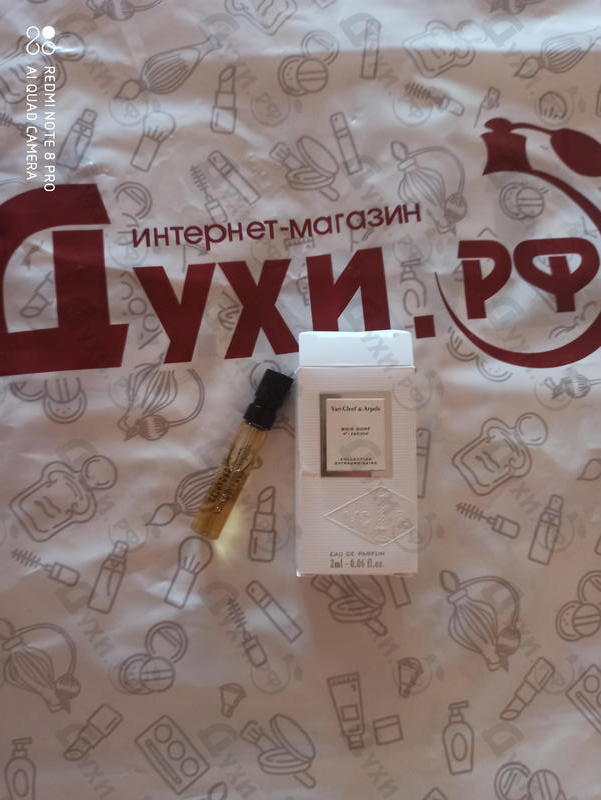 REDMI NOTE 8 PRO
AI QUAD CAMERA
интернет-магазин
Духи.РФ
Van Cleef & Arpels
BOIS DORÉ
COLLECTION
EXTRAORDINAIRE
EAU DE PARFUM
2ml - 0.06 fl.oz.